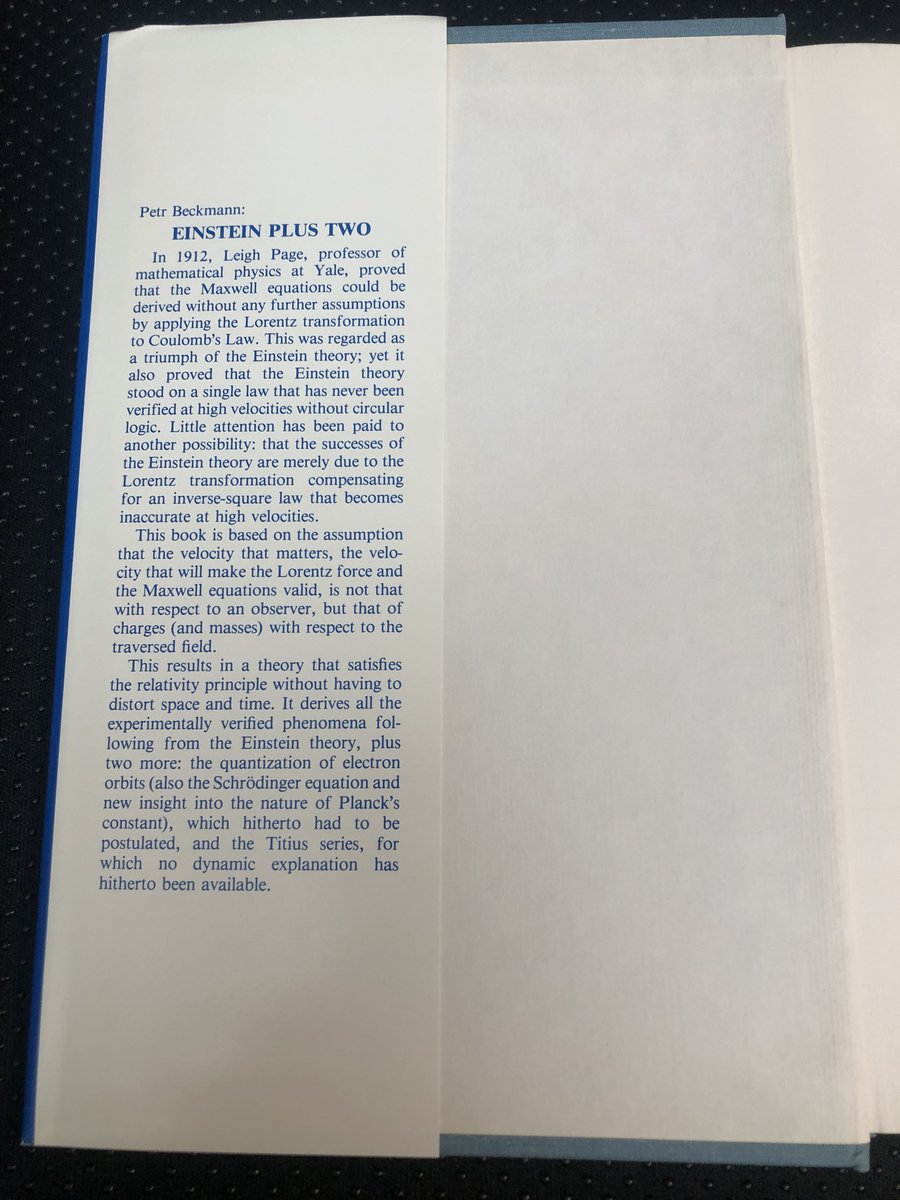 Petr Beckmann:
EINSTEIN PLUS TWO
In 1912, Leigh Page, professor of
mathematical physics at Yale, proved
that the Maxwell equations could be
derived without any further assumptions
by applying the Lorentz transformation
to Coulomb's Law. This was regarded as
a triumph of the Einstein theory; yet it
also proved that the Einstein theory
stood on a single law that has never been
verified at high velocities without circular
logic. Little attention has been paid to
another possibility: that the successes of
the Einstein theory are merely due to the
Lorentz transformation compensating
for an inverse-square law that becomes
inaccurate at high velocities.
This book is based on the assumption
that the velocity that matters, the velo-
city that will make the Lorentz force and
the Maxwell equations valid, is not that
with respect to an observer, but that of
charges (and masses) with respect to the
traversed field.
This results in a theory that satisfies
the relativity principle without having to
distort space and time. It derives all the
experimentally verified phenomena fol-
lowing from the Einstein theory, plus
two more: the quantization of electron
orbits (also the Schrödinger equation and
new insight into the nature of Planck's
constant), which hitherto had to be
postulated, and the Titius series, for
which no dynamic explanation has
hitherto been available.